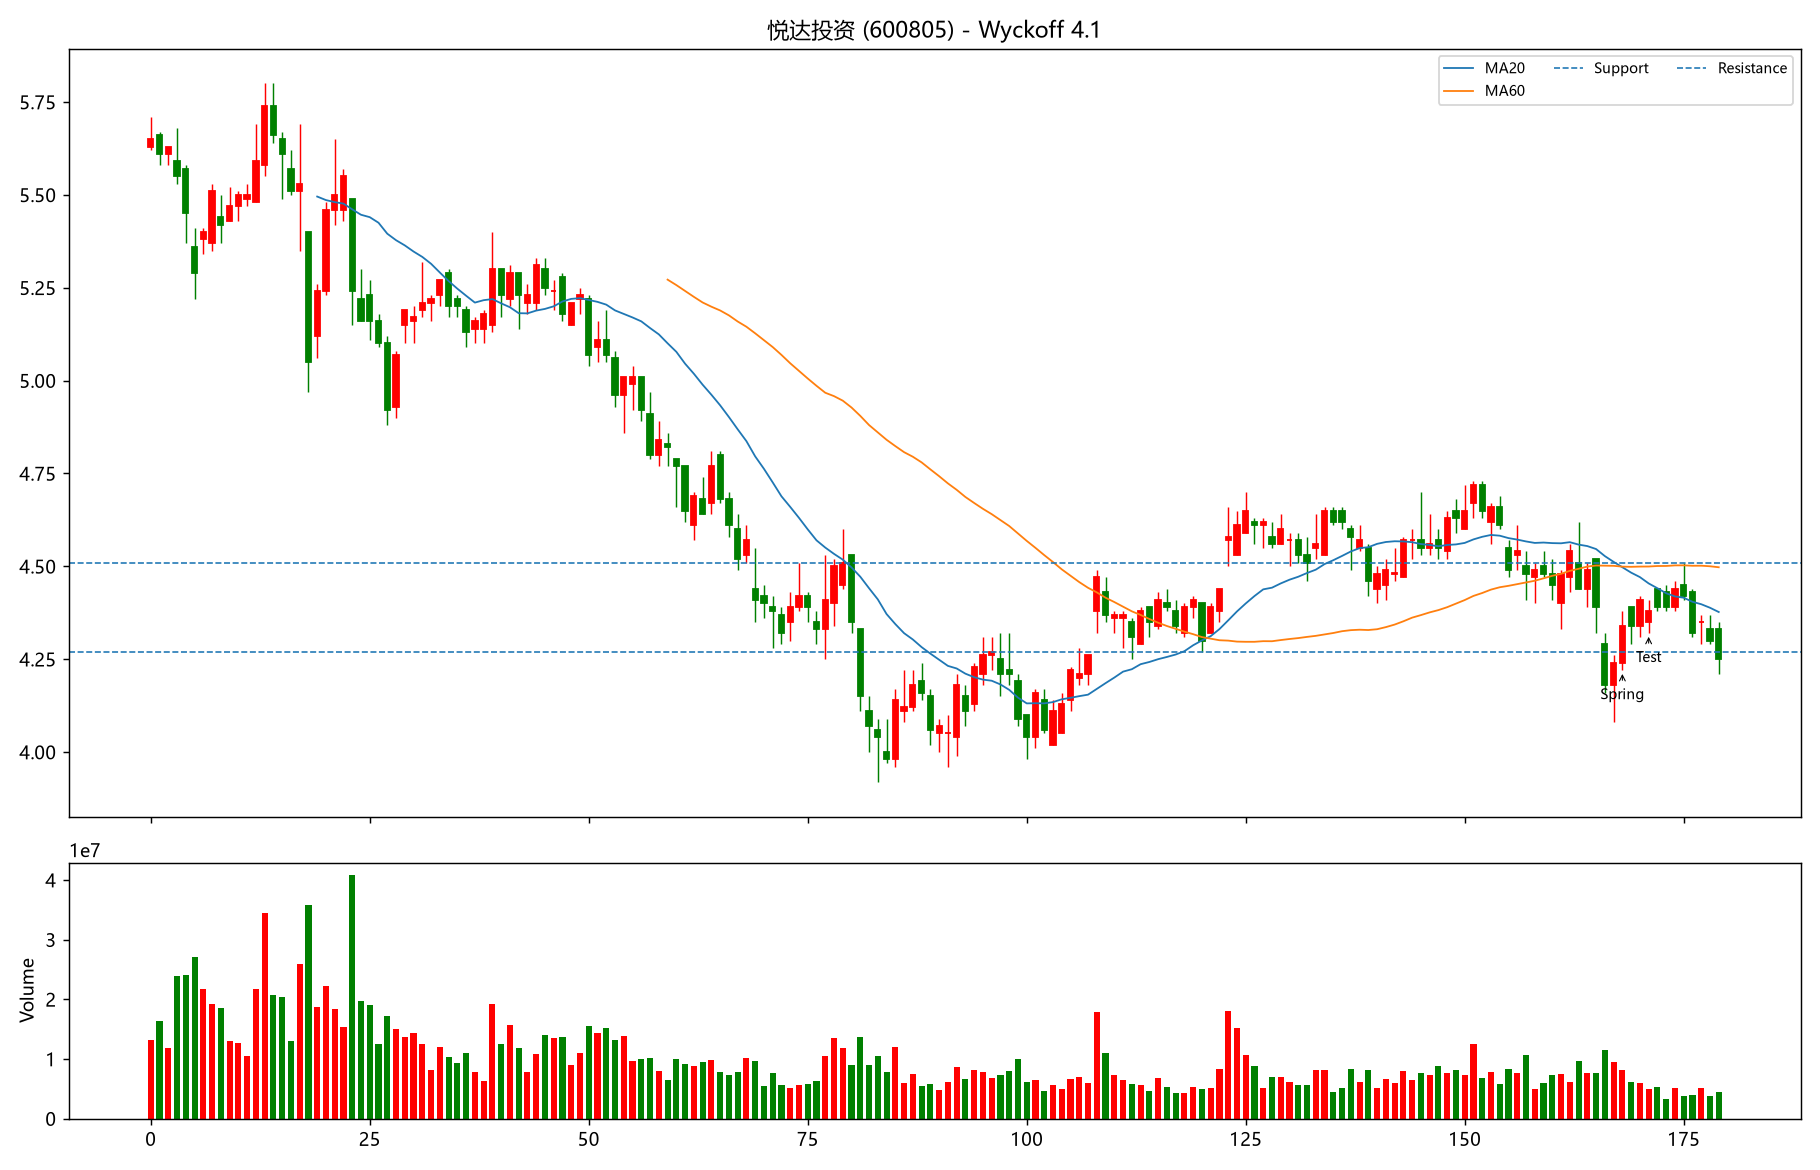 悦达投资 (600805) - Wyckoff 4.1
MA20 Support Resistance
MA60
5.75
5.50
5.25
5.00
4.75
4.50
4.25
4.00
Test
Spring
1e7
4
3
2
1
0
Volume
0 25 50 75 100 125 150 175